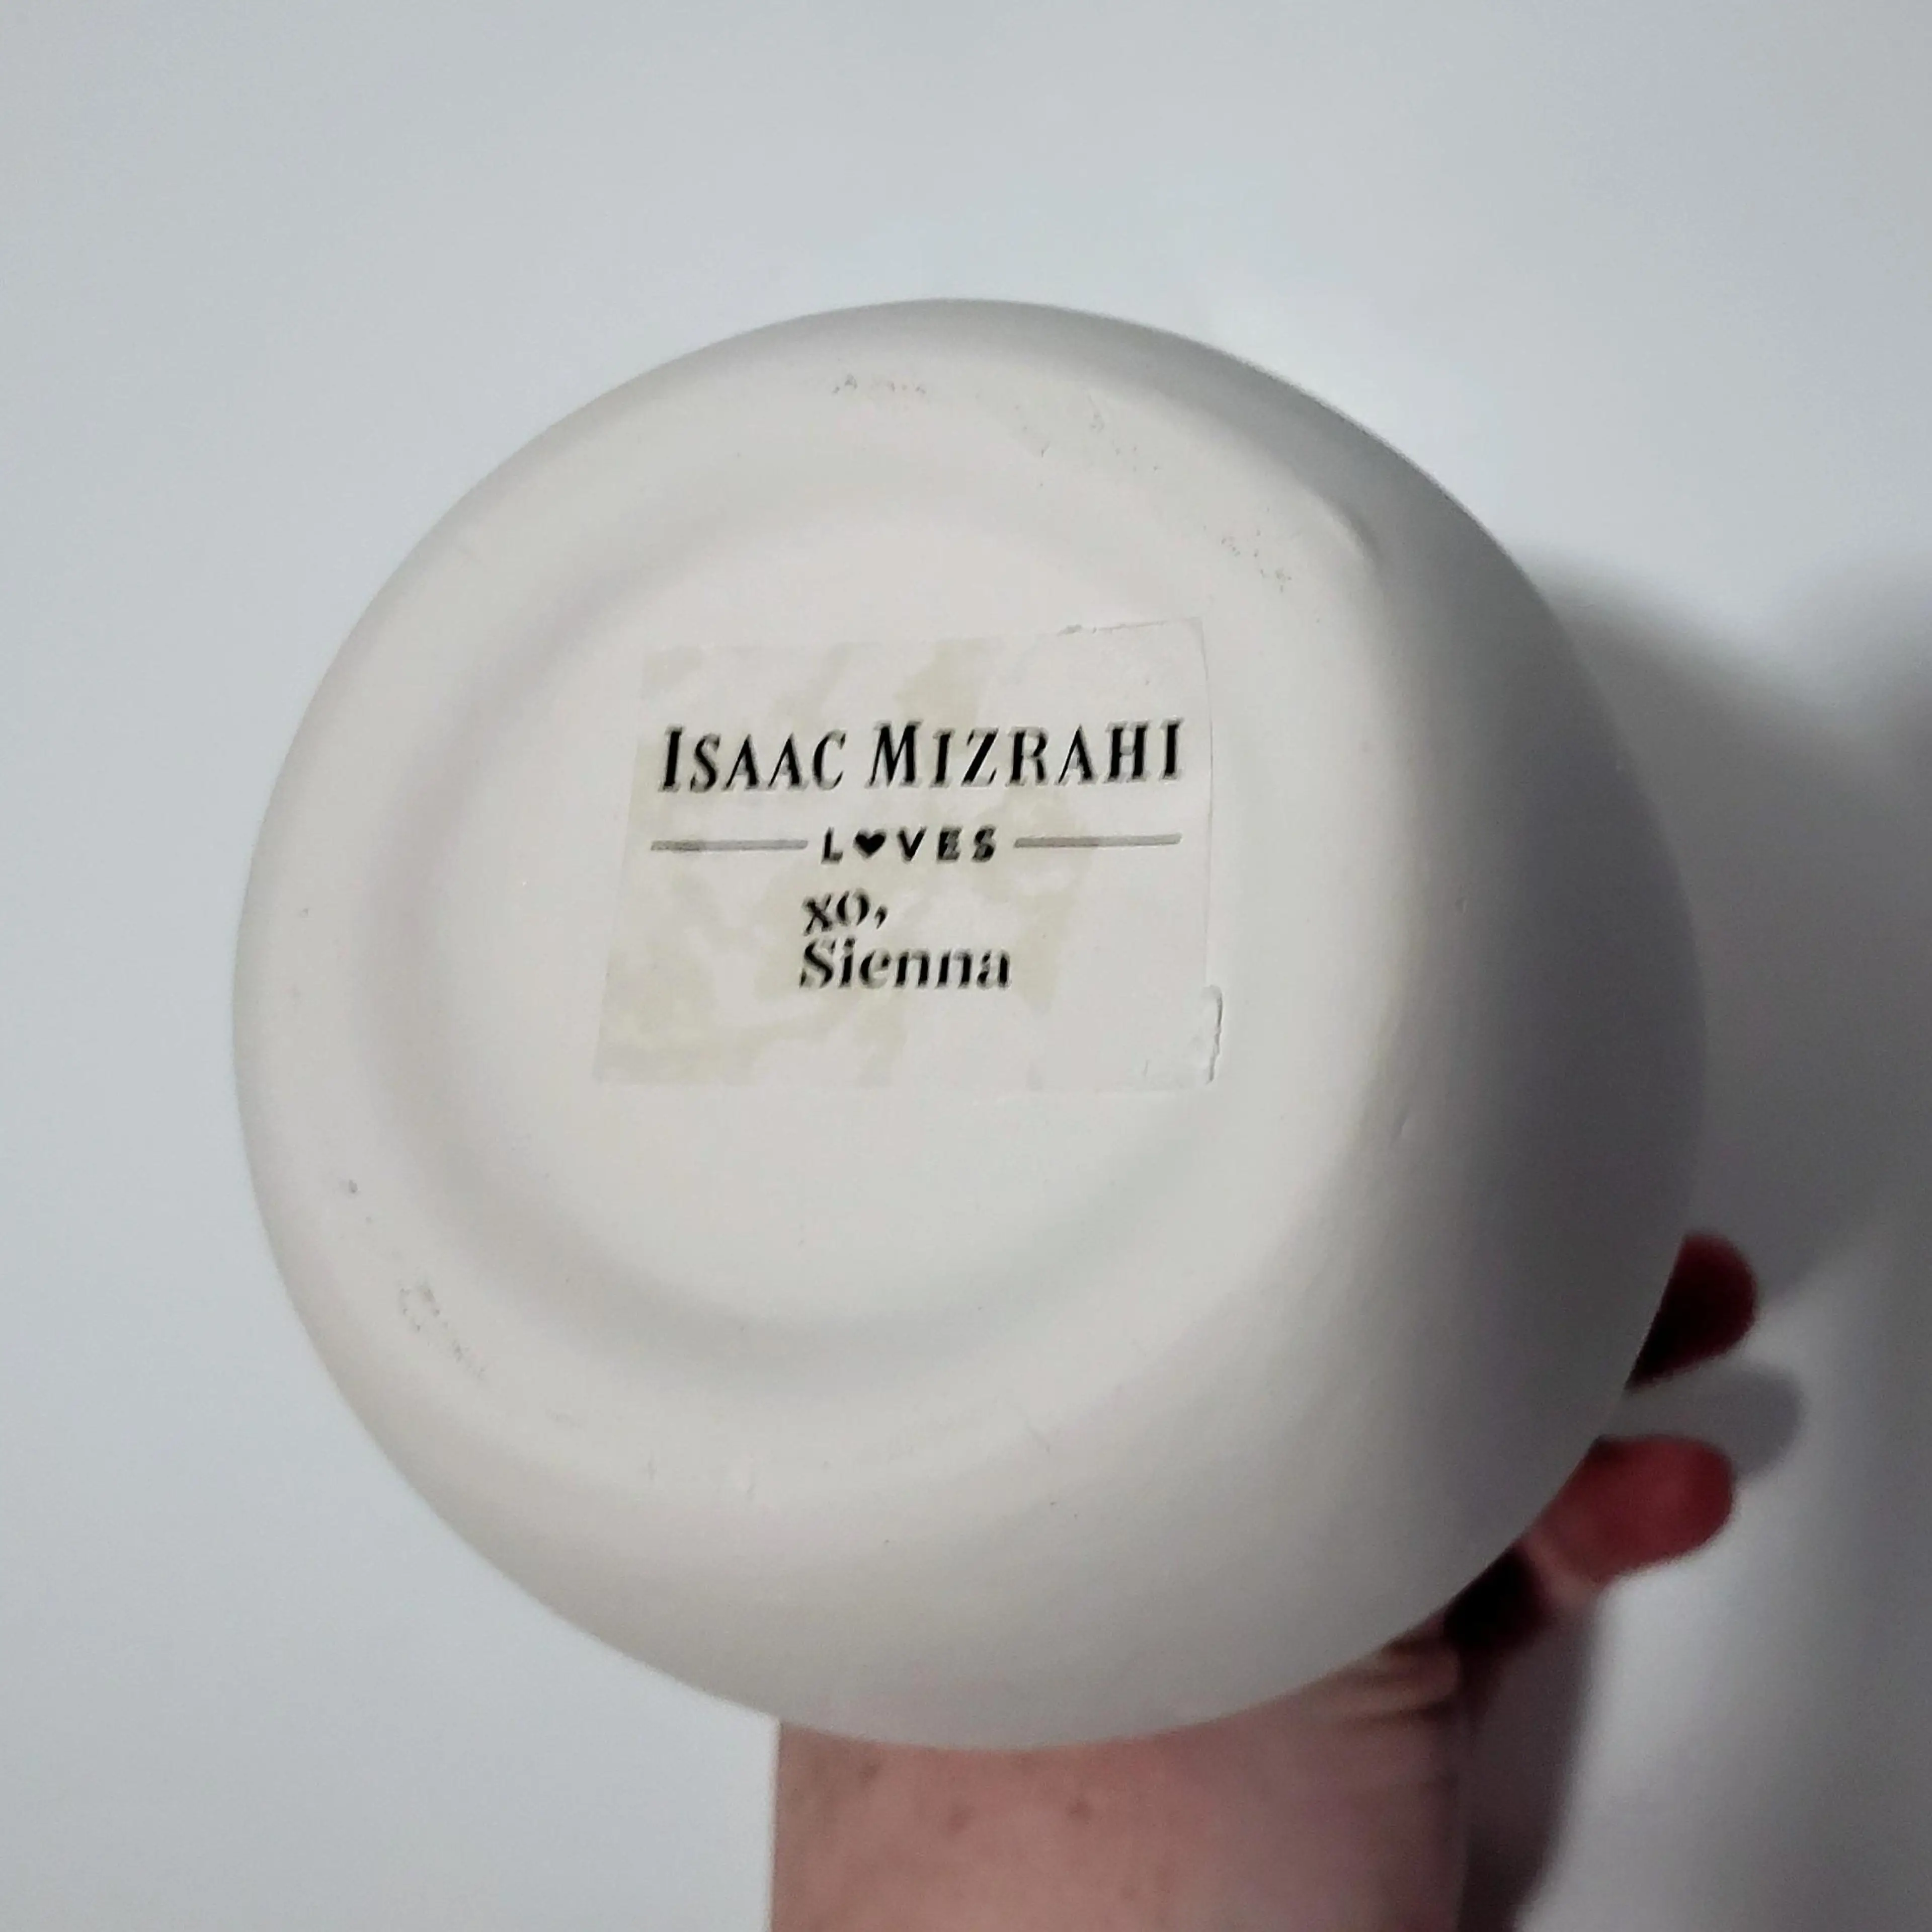 ISAAC MIZRAHI
L♥VES
xo,
Sienna